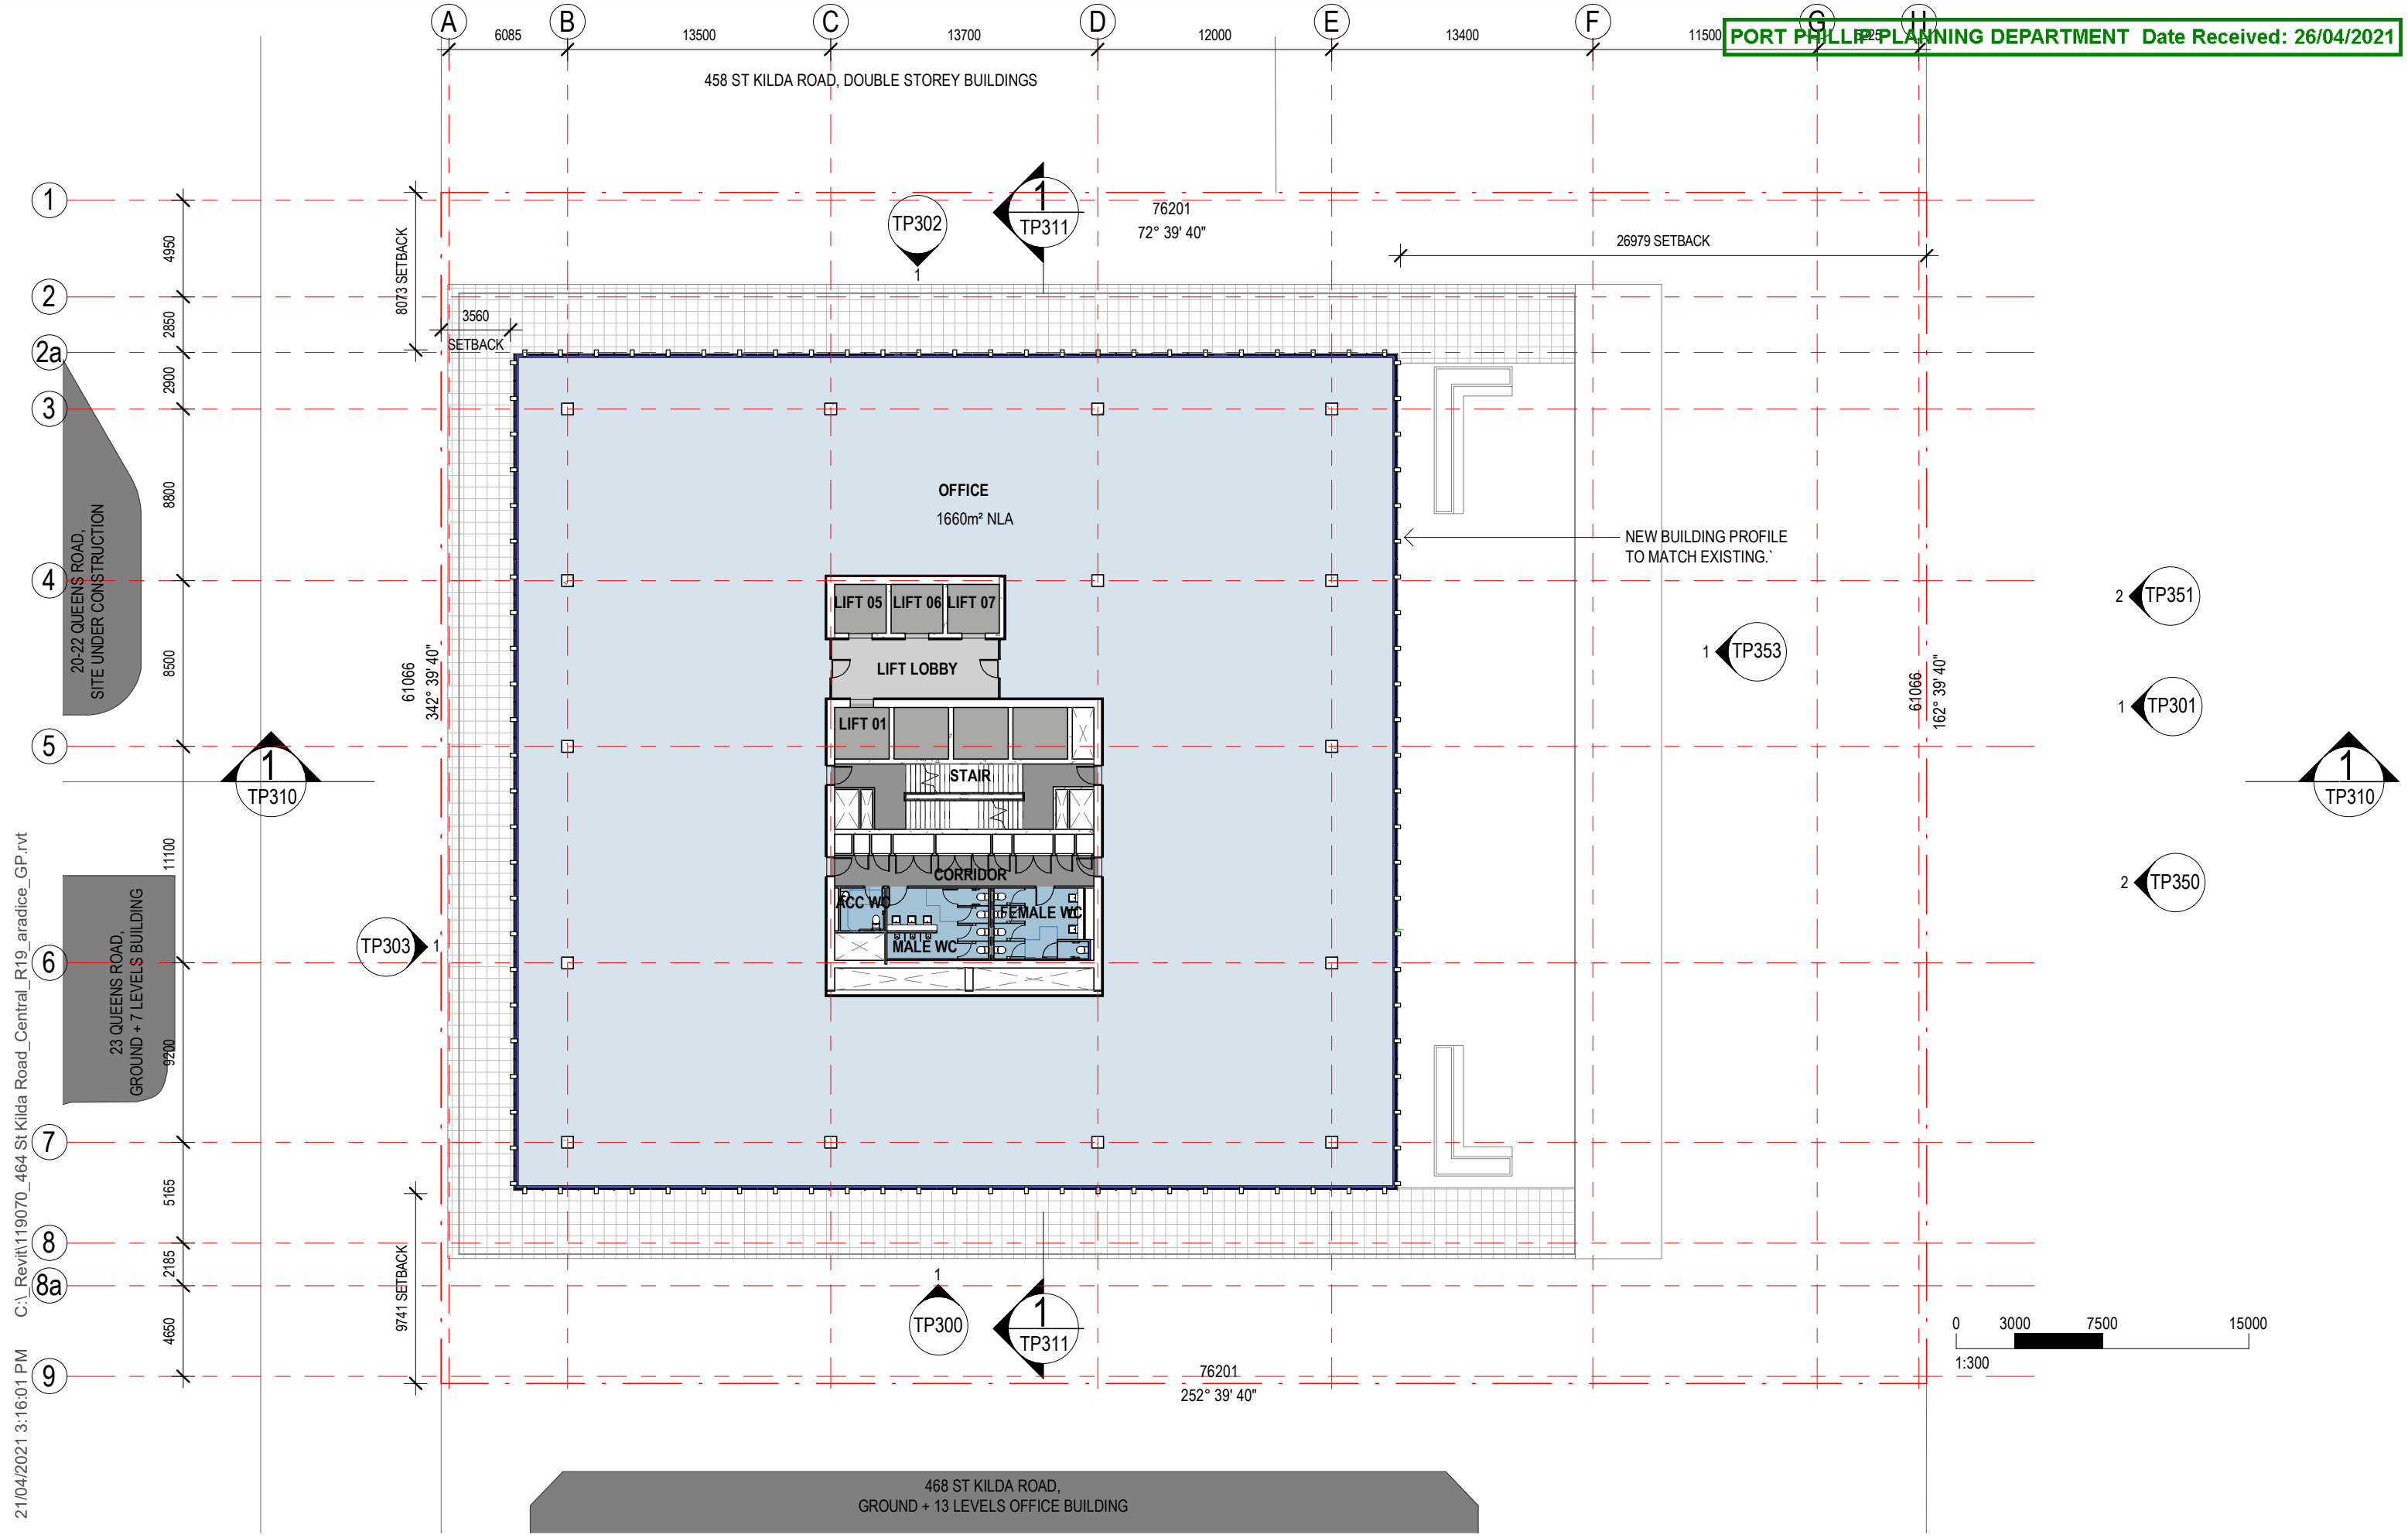 A B C D E F G H
6085 13500 13700 12000 13400 11500
PORT PHILLIP PLANNING DEPARTMENT Date Received: 26/04/2021
458 ST KILDA ROAD, DOUBLE STOREY BUILDINGS
1
2
2a
3
4
5
6
7
8
8a
9
4950
2850
2900
8800
8500
11100
9200
5165
2185
4650
8073 SETBACK
3560
SETBACK
TP302
1
1
TP311
76201
72° 39' 40"
26979 SETBACK
20-22 QUEENS ROAD,
SITE UNDER CONSTRUCTION
OFFICE
1660m² NLA
NEW BUILDING PROFILE
TO MATCH EXISTING.`
LIFT 05 LIFT 06 LIFT 07
LIFT LOBBY
LIFT 01
STAIR
CORRIDOR
ACC WC
FEMALE WC
MALE WC
61066
342° 39' 40"
61066
162° 39' 40"
2 TP351
1 TP353
1 TP301
1
TP310
1
TP310
2 TP350
TP303 1
23 QUEENS ROAD,
GROUND + 7 LEVELS BUILDING
9741 SETBACK
1
TP300
1
TP311
76201
252° 39' 40"
0 3000 7500 15000
1:300
468 ST KILDA ROAD,
GROUND + 13 LEVELS OFFICE BUILDING
21/04/2021 3:16:01 PM C:\_Revit\119070_464 St Kilda Road_Central_R19_aradice_GP.rvt